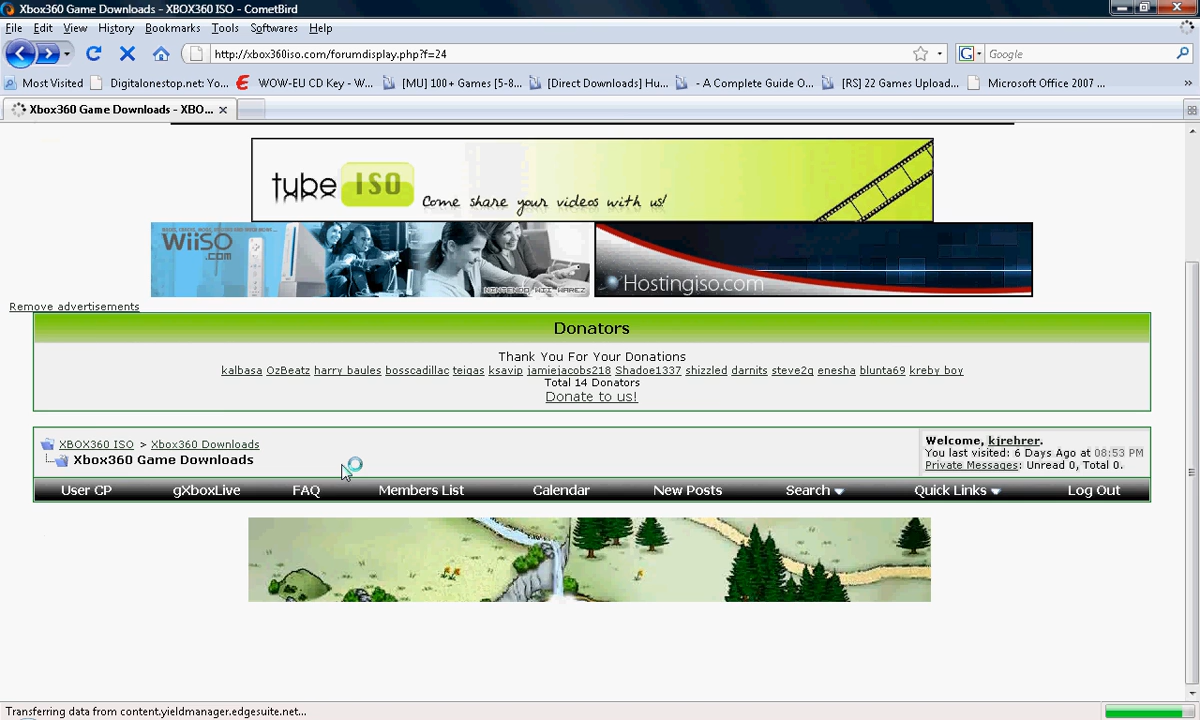 Xbox360 Game Downloads - XBOX360 ISO - CometBird
File Edit View History Bookmarks Tools Softwares Help
http://xbox360iso.com/forumdisplay.php?f=24
G Google
Most Visited Digitalonestop.net: Yo... WOW-EU CD Key - W... [MU] 100+ Games [5-8... [Direct Downloads] Hu... - A Complete Guide O... [RS] 22 Games Upload... Microsoft Office 2007 ...
Xbox360 Game Downloads - XBO...
tube ISO Come share your videos with us!
WiiSO
.com
NINTENDO WII WAREZ
Hostingiso.com
Remove advertisements
Donators
Thank You For Your Donations
kalbasa OzBeatz harry baules bosscadillac teigas ksavip jamiejacobs218 Shadoe1337 shizzled darnits steve2g enesha blunta69 kreby boy
Total 14 Donators
Donate to us!
XBOX360 ISO > Xbox360 Downloads
Xbox360 Game Downloads
Welcome, kjrehrer.
You last visited: 6 Days Ago at 08:53 PM
Private Messages: Unread 0, Total 0.
User CP gXboxLive FAQ Members List Calendar New Posts Search Quick Links Log Out
Transferring data from content.yieldmanager.edgesuite.net...